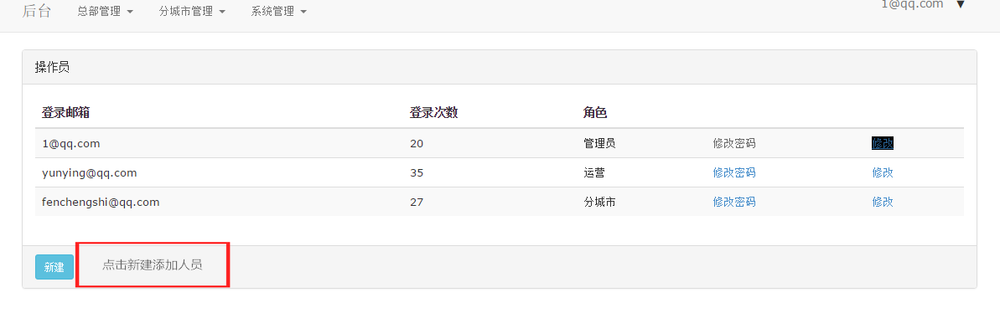 后台 总部管理 分城市管理 系统管理 1@qq.com
操作员
登录邮箱 登录次数 角色
1@qq.com 20 管理员 修改密码 修改
yunying@qq.com 35 运营 修改密码 修改
fenchengshi@qq.com 27 分城市 修改密码 修改
新建 点击新建添加人员